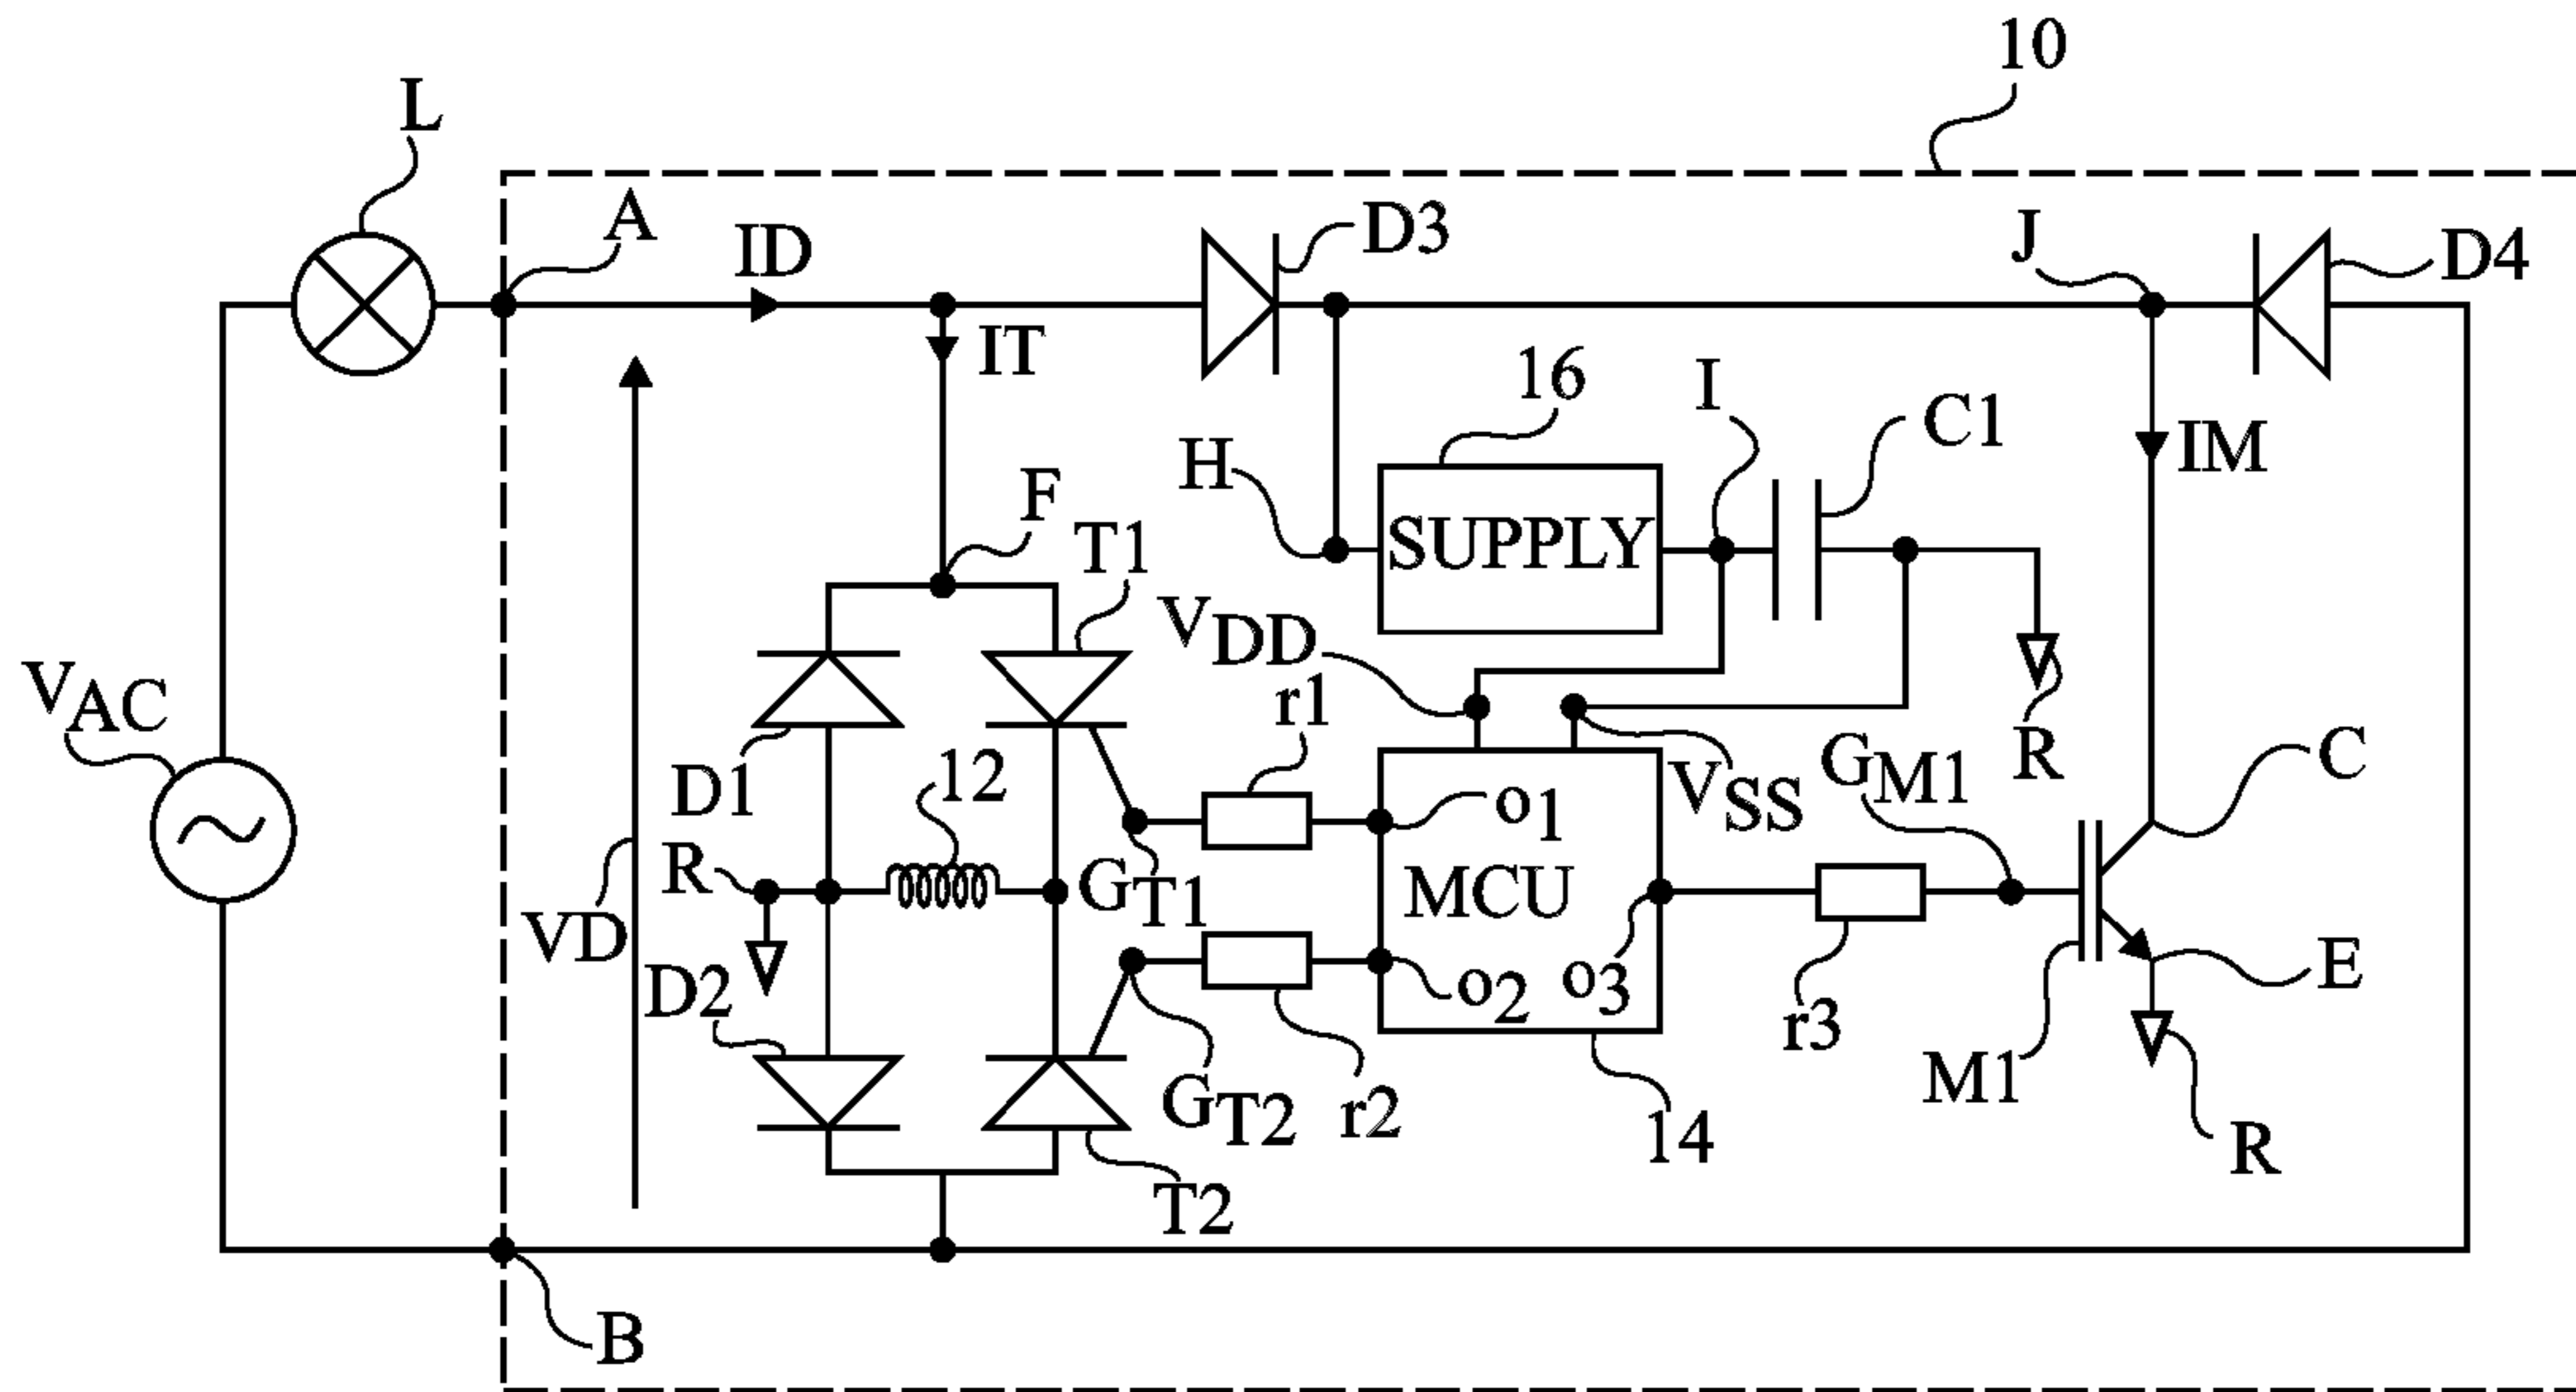 10
L
A
ID
D3
J
D4
IT
16
I
C1
H
IM
F
T1
SUPPLY
VDD
VAC
r1
R
D1
12
o1
VSS
GM1
C
R
GT1
MCU
VD
D2
o2
o3
r3
E
M1
GT2
r2
14
R
T2
B